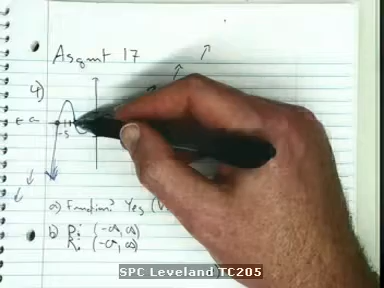 Asgmt 17
4)
-5
a) Function? Yes (V
b) D: (-∞, ∞)
R: (-∞, ∞)
SPC Leveland TC205